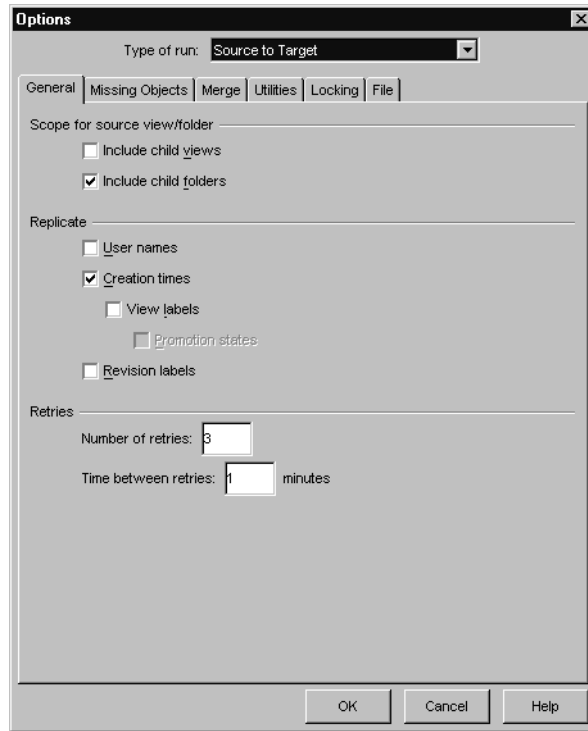 Options
Type of run: Source to Target
General Missing Objects Merge Utilities Locking File
Scope for source view/folder
Include child views
Include child folders
Replicate
User names
Creation times
View labels
Promotion states
Revision labels
Retries
Number of retries: 3
Time between retries: 1 minutes
OK Cancel Help